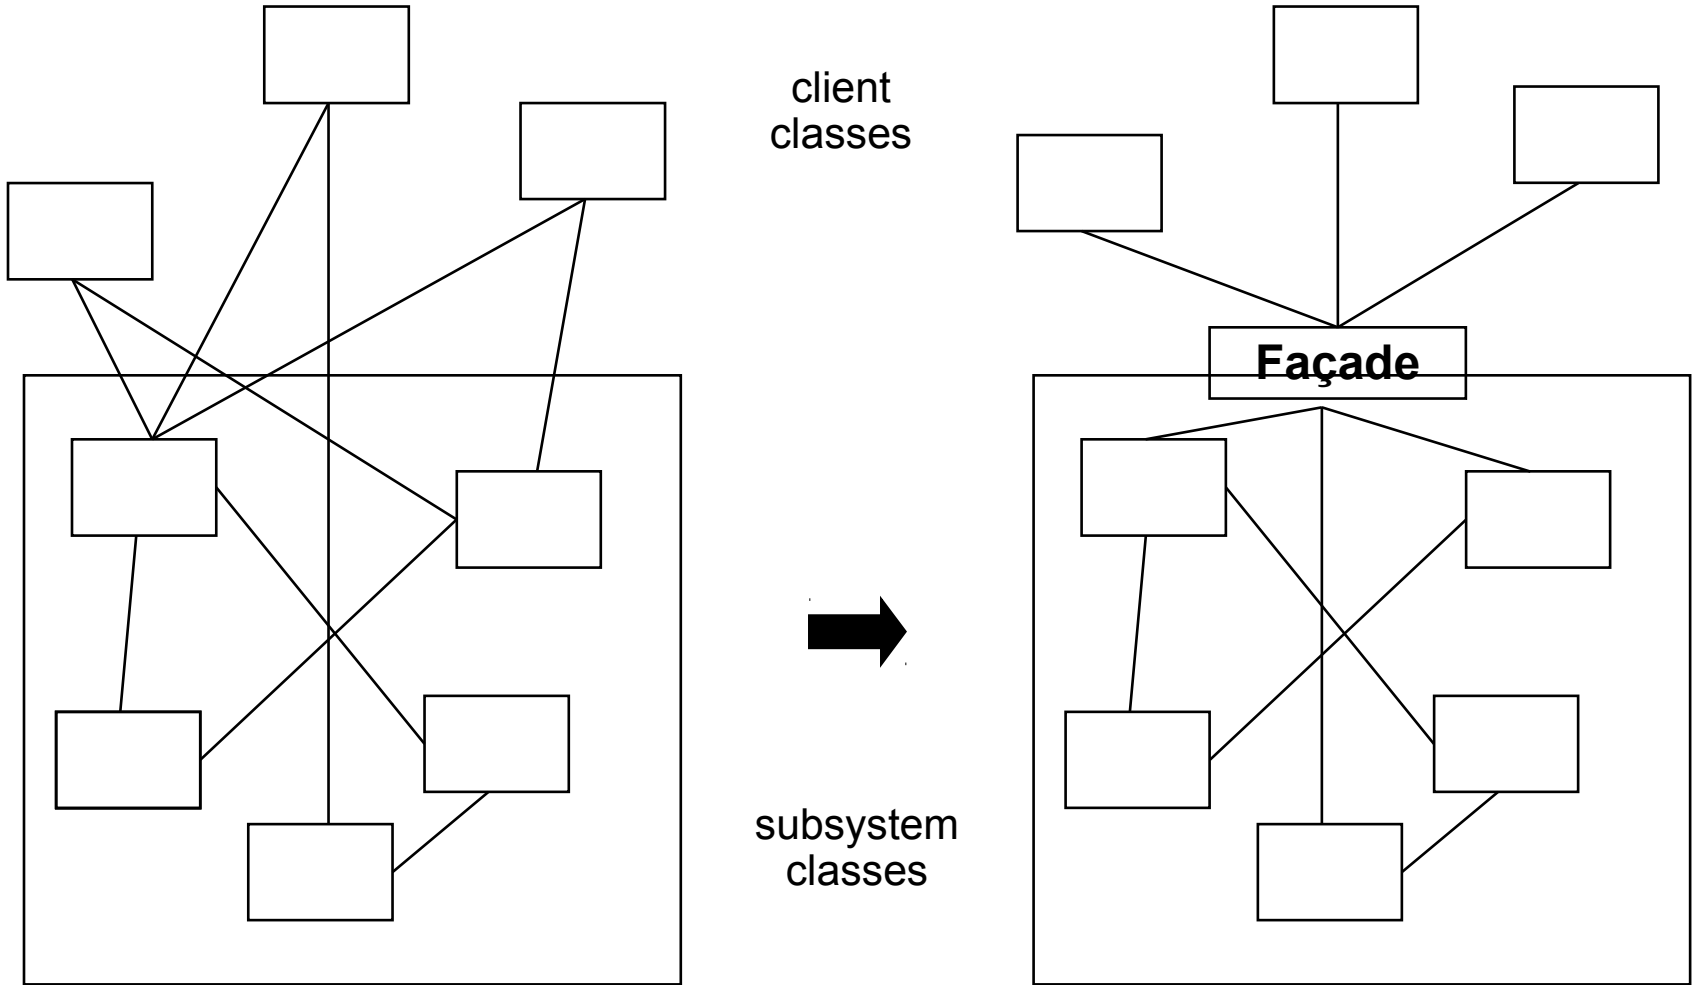 client
classes
Façade
subsystem
classes